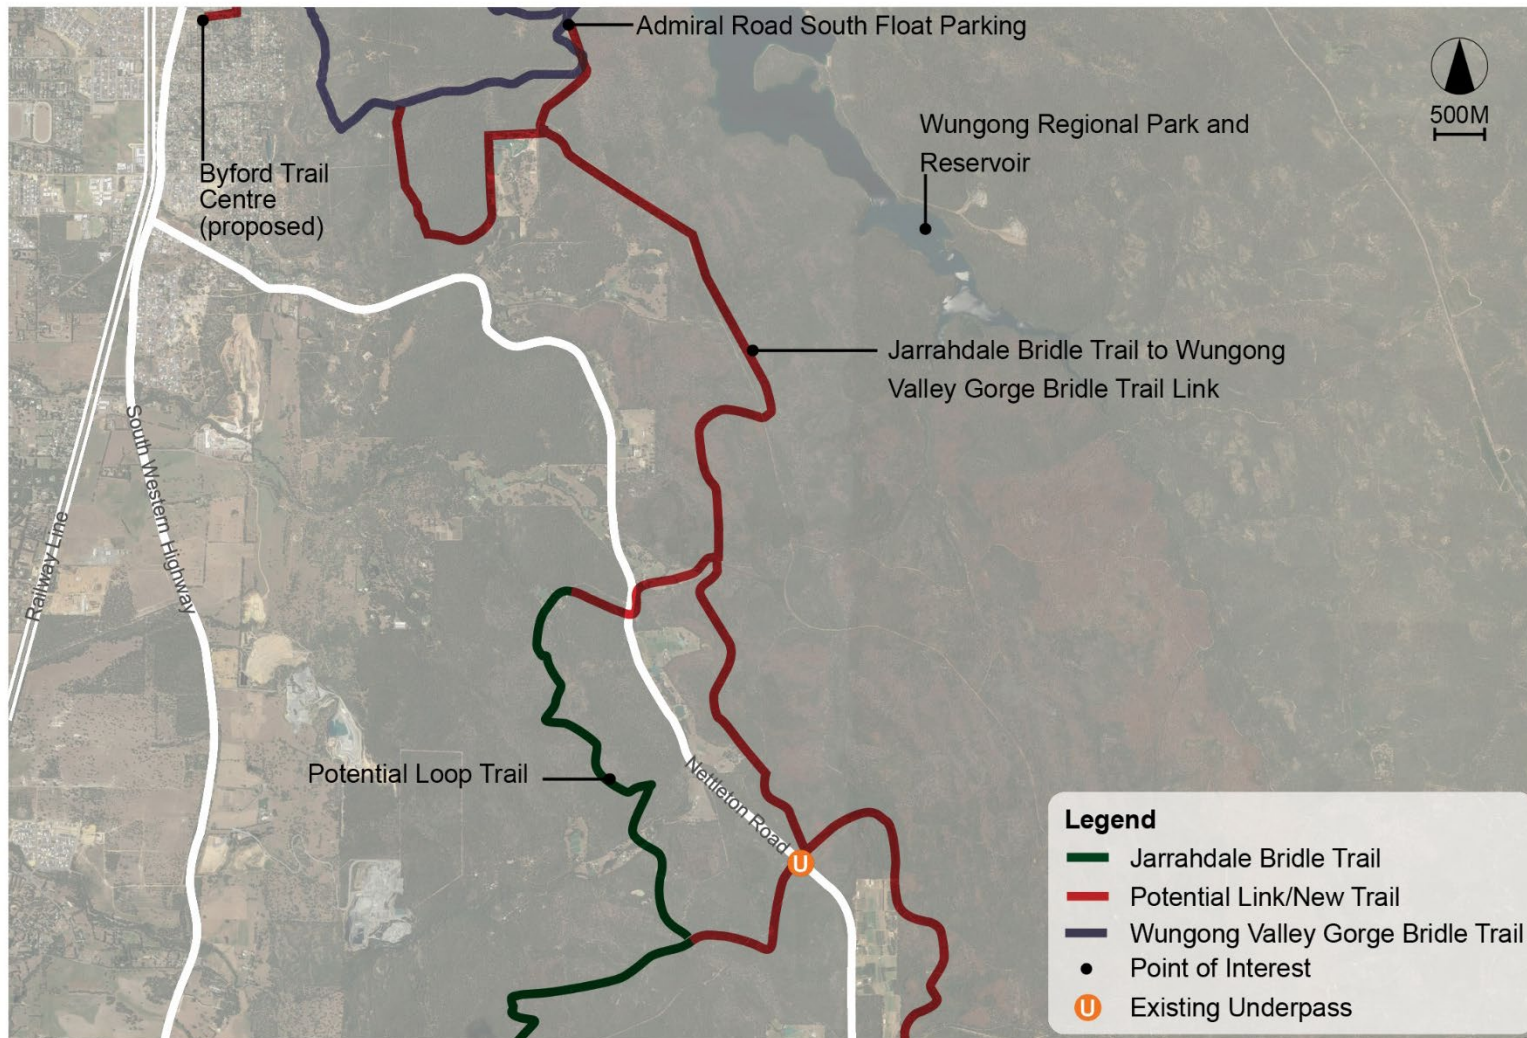 Admiral Road South Float Parking
500M
Wungong Regional Park and
Reservoir
Byford Trail
Centre
(proposed)
Jarrahdale Bridle Trail to Wungong
Valley Gorge Bridle Trail Link
South Western Highway
Railway Line
Potential Loop Trail
Nettleton Road
U
Legend
Jarrahdale Bridle Trail
Potential Link/New Trail
Wungong Valley Gorge Bridle Trail
Point of Interest
U Existing Underpass